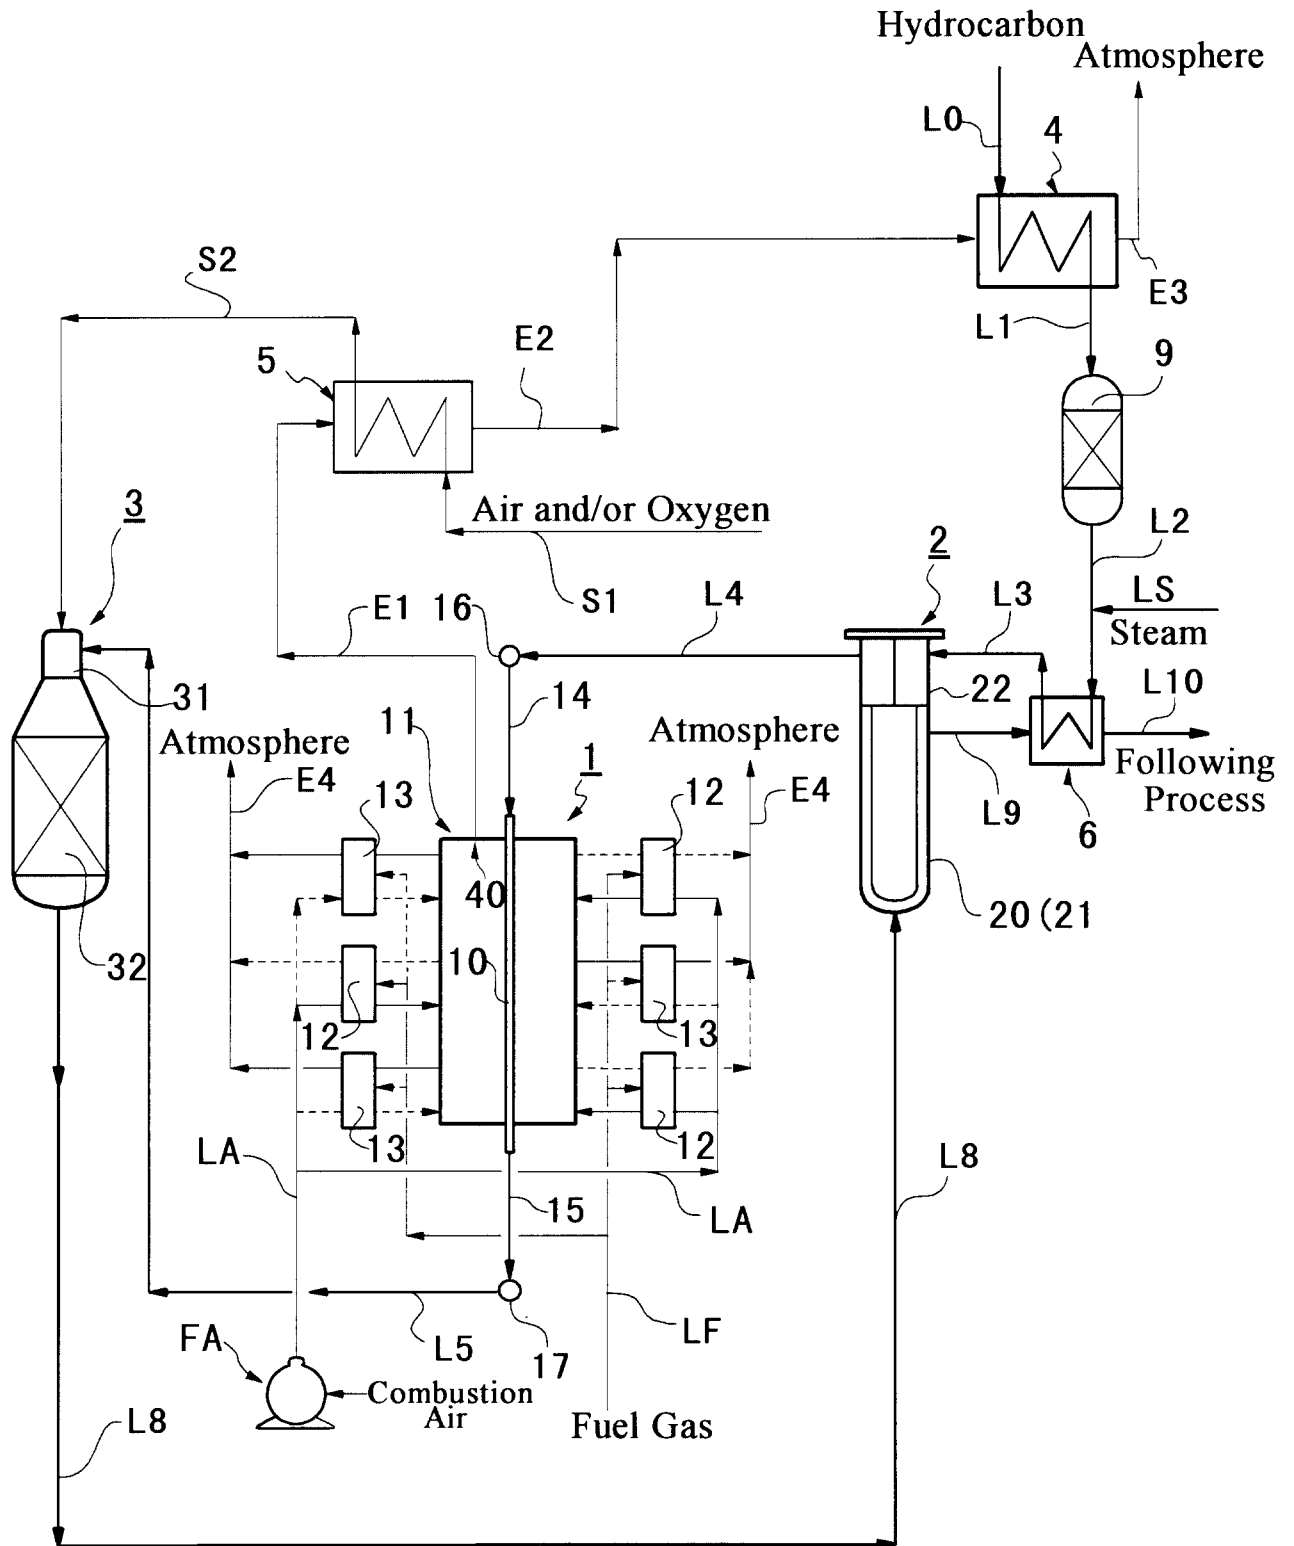 Hydrocarbon
Atmosphere
L0
4
S2
E3
L1
E2
5
9
3
Air and/or Oxygen
L2
2
S1
LS
Steam
E1
16
L4
L3
31
14
22
L10
11
Atmosphere
Atmosphere
1
Following
Process
E4
13
12
E4
L9
6
40
20 (21
32
10
12
13
13
12
LA
L8
15
LA
FA
L5
17
LF
Combustion
Air
L8
Fuel Gas